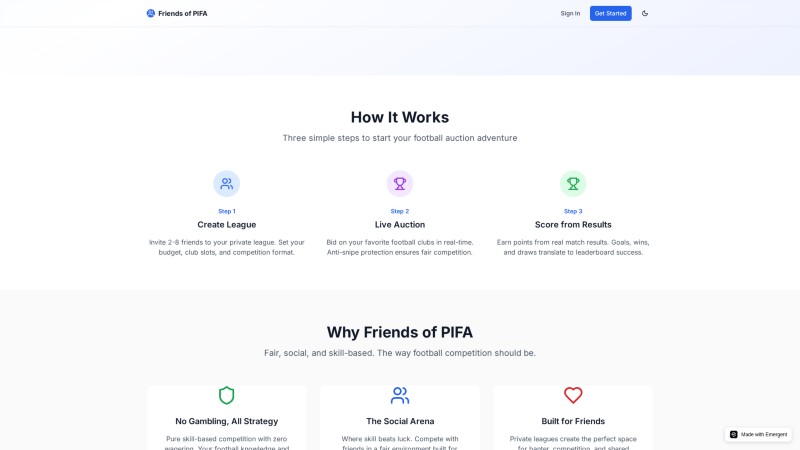 Friends of PIFA
Sign In
Get Started
How It Works
Three simple steps to start your football auction adventure
Step 1
Create League
Invite 2-8 friends to your private league. Set your
budget, club slots, and competition format.
Step 2
Live Auction
Bid on your favorite football clubs in real-time.
Anti-snipe protection ensures fair competition.
Step 3
Score from Results
Earn points from real match results. Goals, wins,
and draws translate to leaderboard success.
Why Friends of PIFA
Fair, social, and skill-based. The way football competition should be.
No Gambling, All Strategy
Pure skill-based competition with zero
wagering. Your football knowledge and
The Social Arena
Where skill beats luck. Compete with
friends in a fair environment built for
Built for Friends
Private leagues create the perfect space
for banter, competition, and shared
Made with Emergent